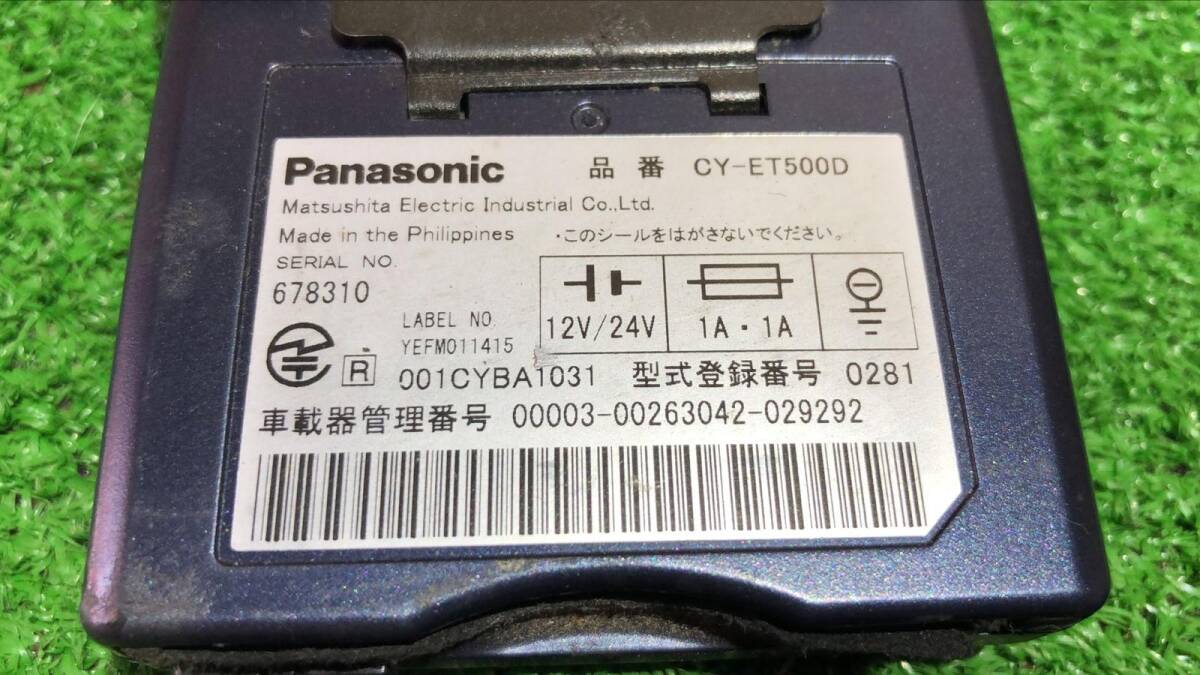 Panasonic 品番 CY-ET500D
Matsushita Electric Industrial Co.,Ltd.
Made in the Philippines ・このシールをはがさないでください。
SERIAL NO.
678310
12V/24V 1A・1A
LABEL NO
YEFM011415
R 001CYBA1031 型式登録番号 0281
車載器管理番号 00003-00263042-029292